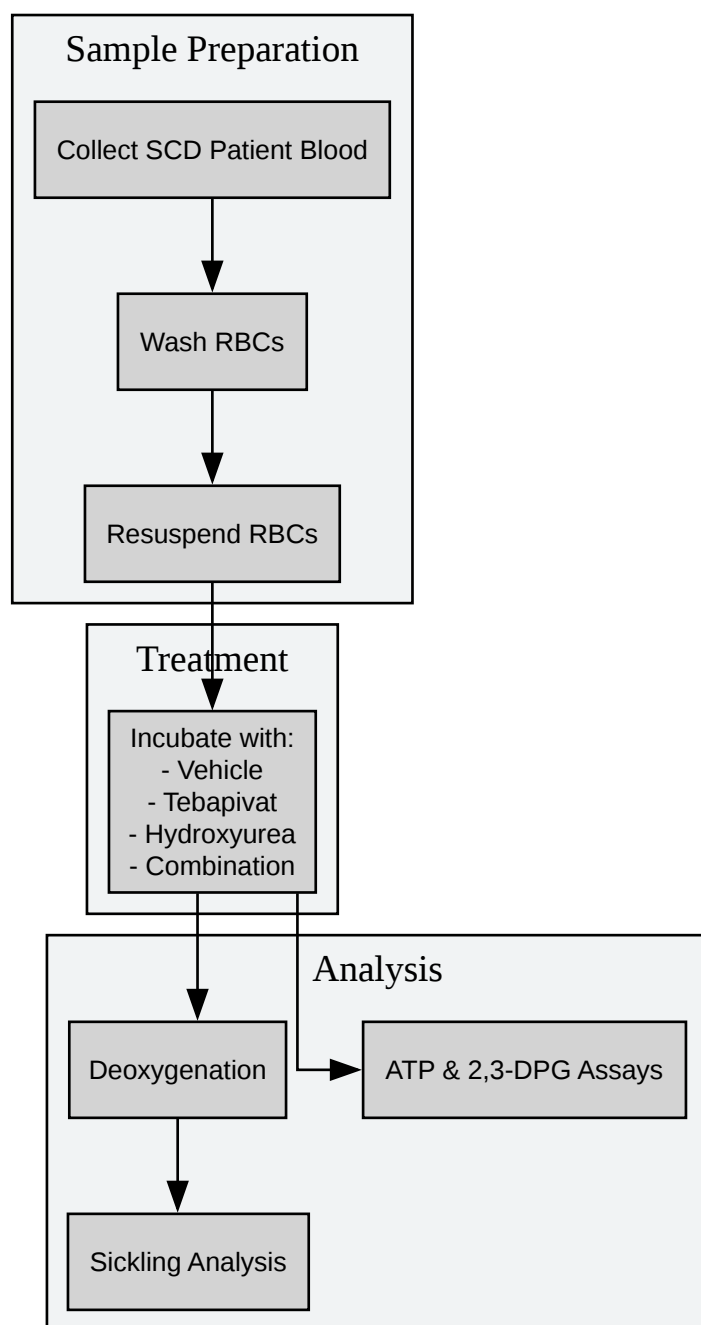 Sample Preparation
Collect SCD Patient Blood
Wash RBCs
Resuspend RBCs
Treatment
Incubate with:
- Vehicle
- Tebapivat
- Hydroxyurea
- Combination
Analysis
Deoxygenation
ATP & 2,3-DPG Assays
Sickling Analysis